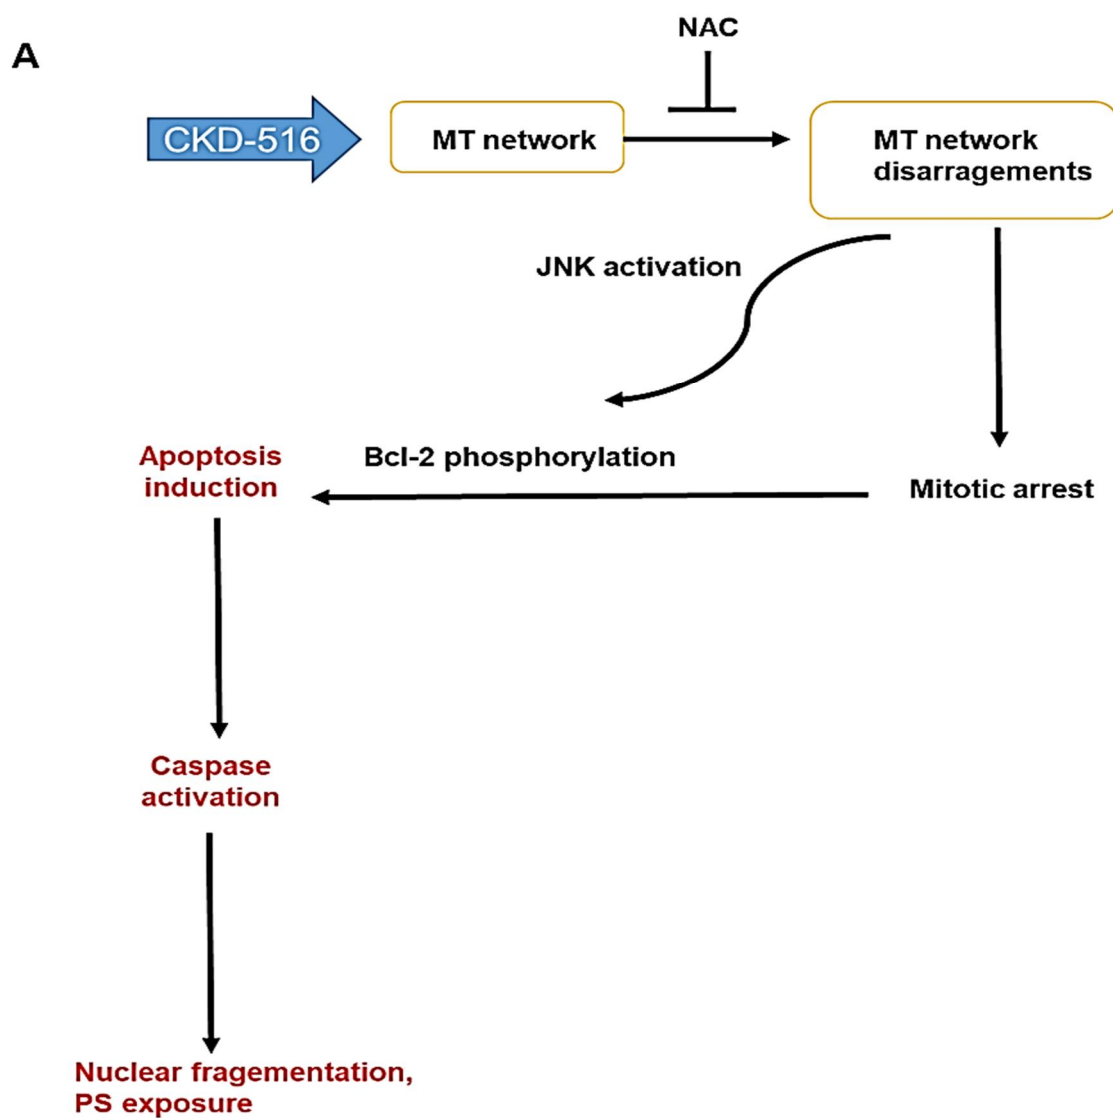 A
NAC
CKD-516
MT network
MT network
disarragements
JNK activation
Bcl-2 phosphorylation
Apoptosis
induction
Mitotic arrest
Caspase
activation
Nuclear fragementation,
PS exposure